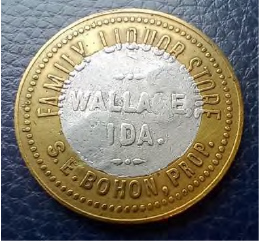 FAMILY LIQUOR STORE
WALLACE,
IDA.
S.E. BOHON, PROP.